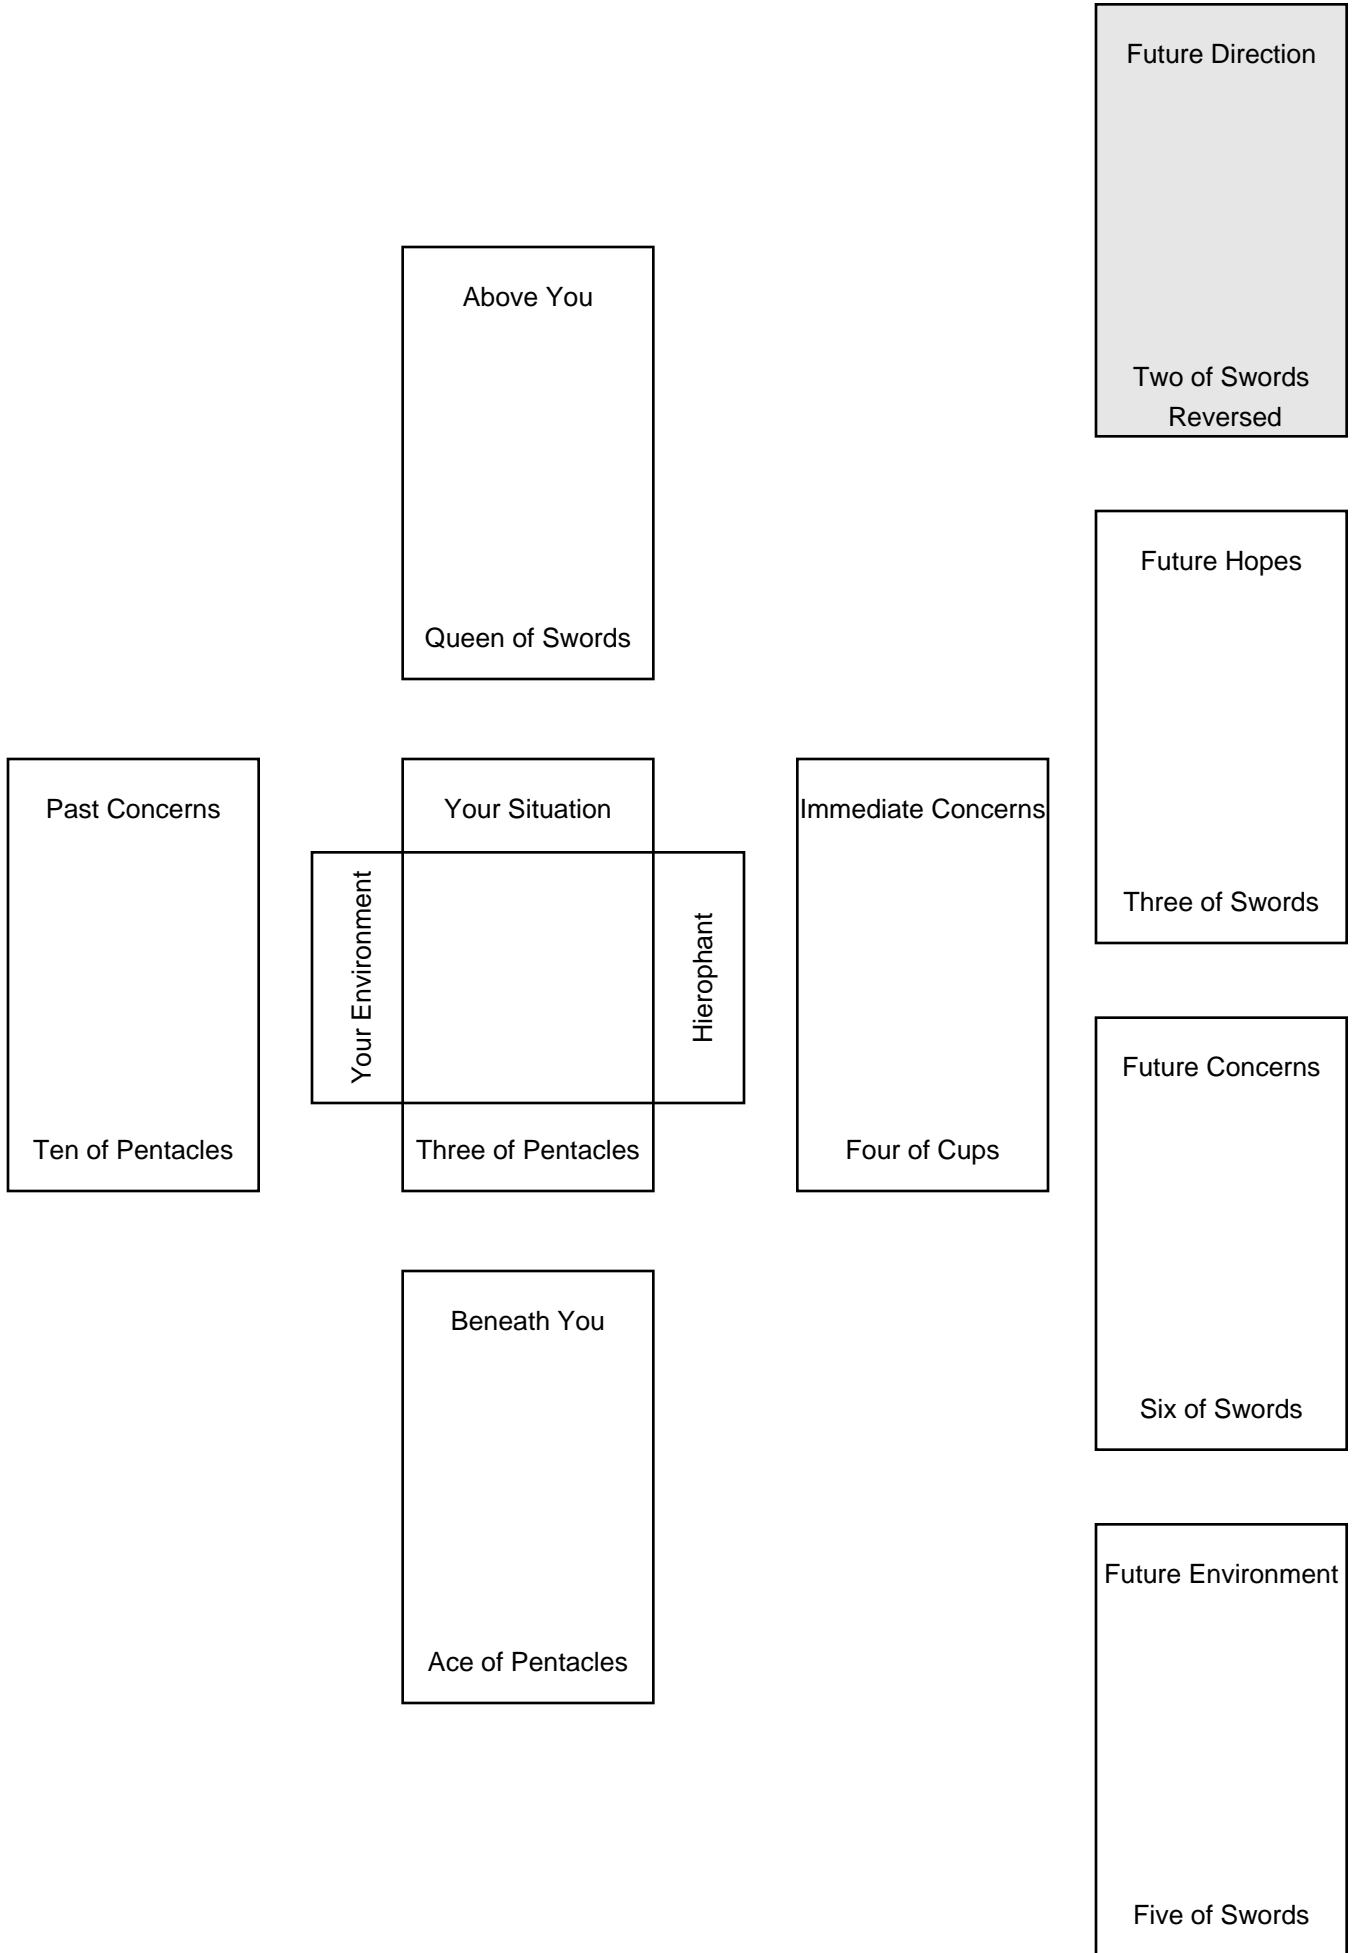 Future Direction
Two of Swords
Reversed
Above You
Queen of Swords
Future Hopes
Three of Swords
Past Concerns
Ten of Pentacles
Your Situation
Three of Pentacles
Your Environment
Hierophant
Immediate Concerns
Four of Cups
Future Concerns
Six of Swords
Beneath You
Ace of Pentacles
Future Environment
Five of Swords